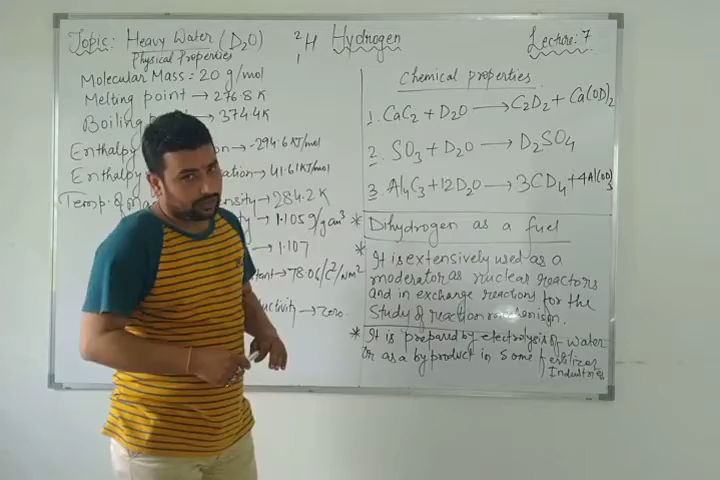 Topic: Heavy Water (D₂O) ²₁H Hydrogen Lecture: 7
Physical Properties
Molecular Mass = 20 g/mol
Melting point → 276.8 K
Boiling → 374.4K
Enthalpy → -294.6 KJ/mol
Enthalpy → 41.61 KJ/mol
Temp. of → 284.2 K
→ 1.105 g/cm³
→ 1.107
→ 78.06
→ zero
Chemical properties
1. CaC₂ + D₂O → C₂D₂ + Ca(OD)₂
2. SO₃ + D₂O → D₂SO₄
3. Al₄C₃ + 12D₂O → 3CD₄ + 4Al(OD)₃
Dihydrogen as a fuel
* It is extensively used as a
moderator as nuclear reactors
and in exchange reactions for the
Study of reaction
* It is prepared by electrolysis of water
or as a by product in Some fertilizer
Industries